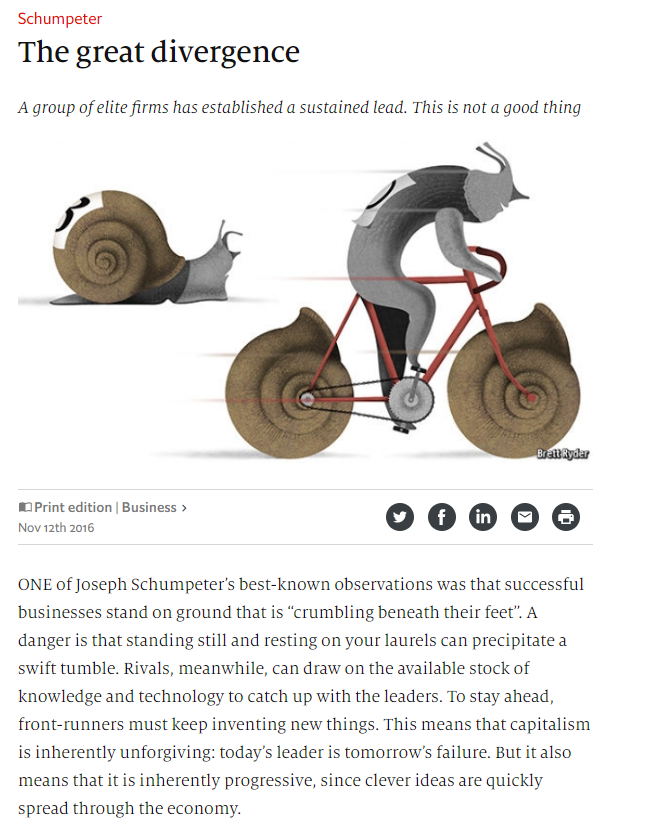 Schumpeter
The great divergence
A group of elite firms has established a sustained lead. This is not a good thing
3
Brett Ryder
Print edition | Business >
Nov 12th 2016
ONE of Joseph Schumpeter’s best-known observations was that successful
businesses stand on ground that is “crumbling beneath their feet”. A
danger is that standing still and resting on your laurels can precipitate a
swift tumble. Rivals, meanwhile, can draw on the available stock of
knowledge and technology to catch up with the leaders. To stay ahead,
front-runners must keep inventing new things. This means that capitalism
is inherently unforgiving: today’s leader is tomorrow’s failure. But it also
means that it is inherently progressive, since clever ideas are quickly
spread through the economy.